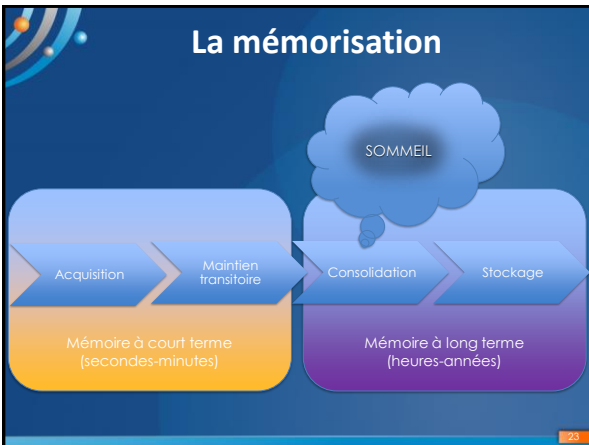 La mémorisation
SOMMEIL
Acquisition
Maintien
transitoire
Consolidation
Stockage
Mémoire à court terme
(secondes-minutes)
Mémoire à long terme
(heures-années)
23